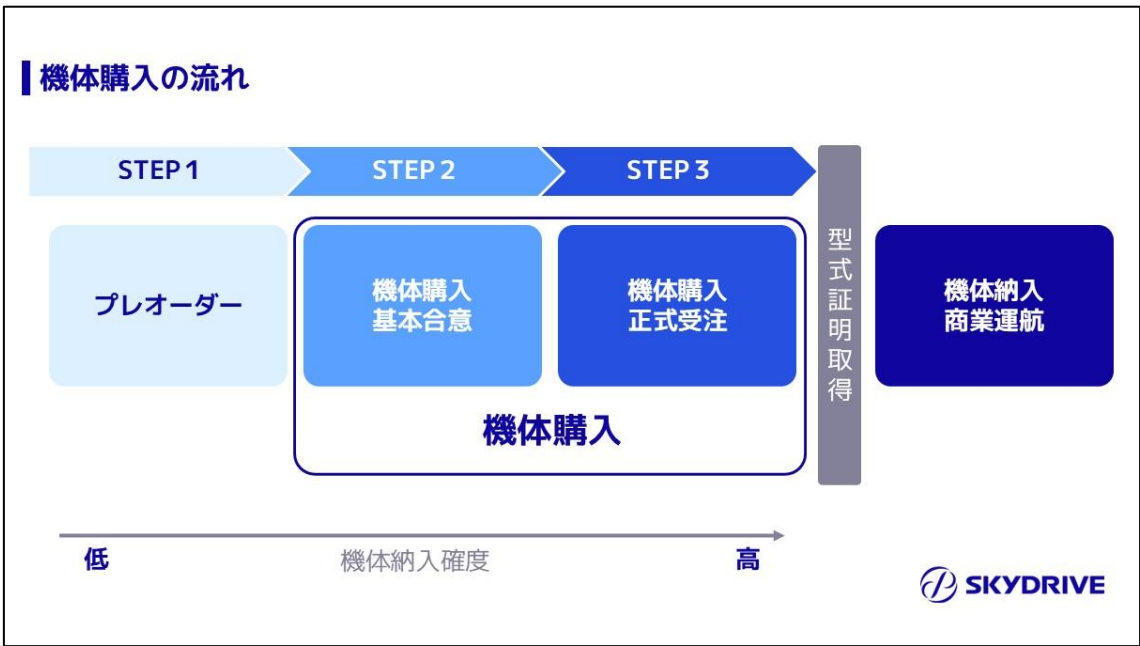 機体購入の流れ
STEP 1
STEP 2
STEP 3
プレオーダー
機体購入
基本合意
機体購入
正式受注
機体購入
型式証明取得
機体納入
商業運航
低
機体納入確度
高
SKYDRIVE